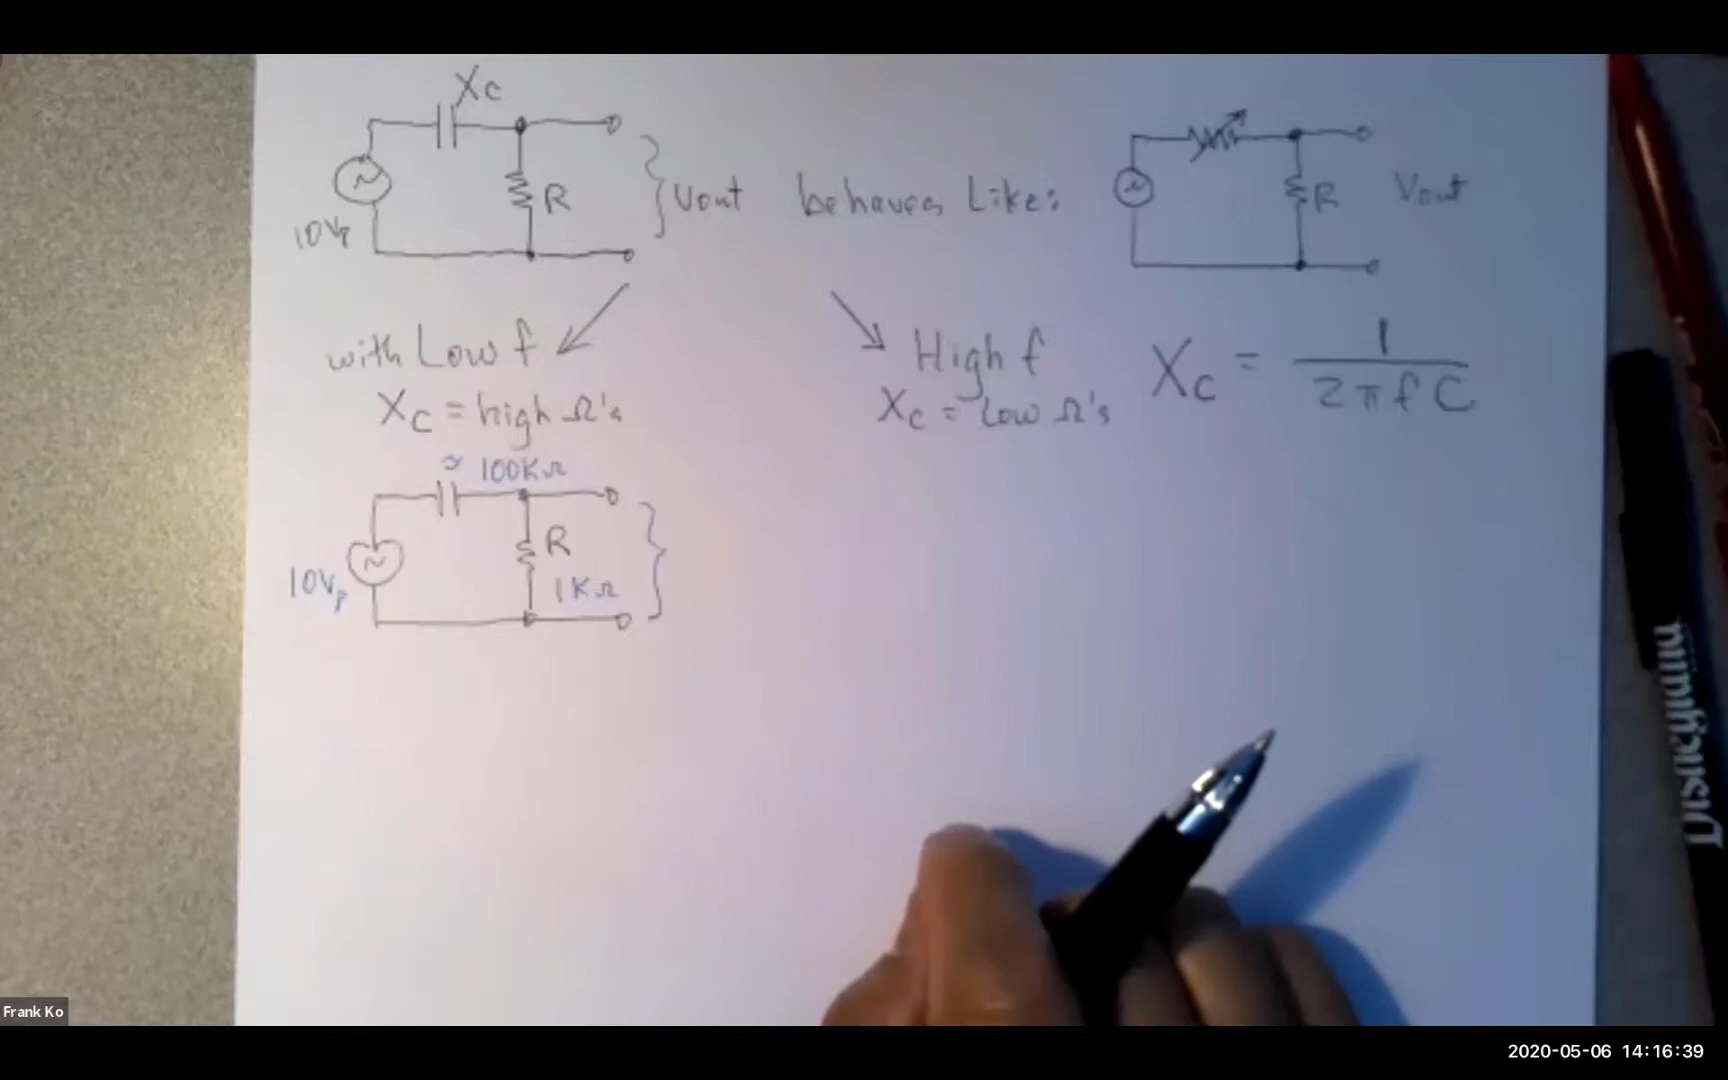 Xc
R
10Vp
Vout behaves Like:
R
Vout
with Low f
Xc = high Ω's
High f
Xc = Low Ω's
Xc = 1 / 2πfC
≈ 100KΩ
10Vp
R
1KΩ
Disneyland
Frank Ko
2020-05-06 14:16:39